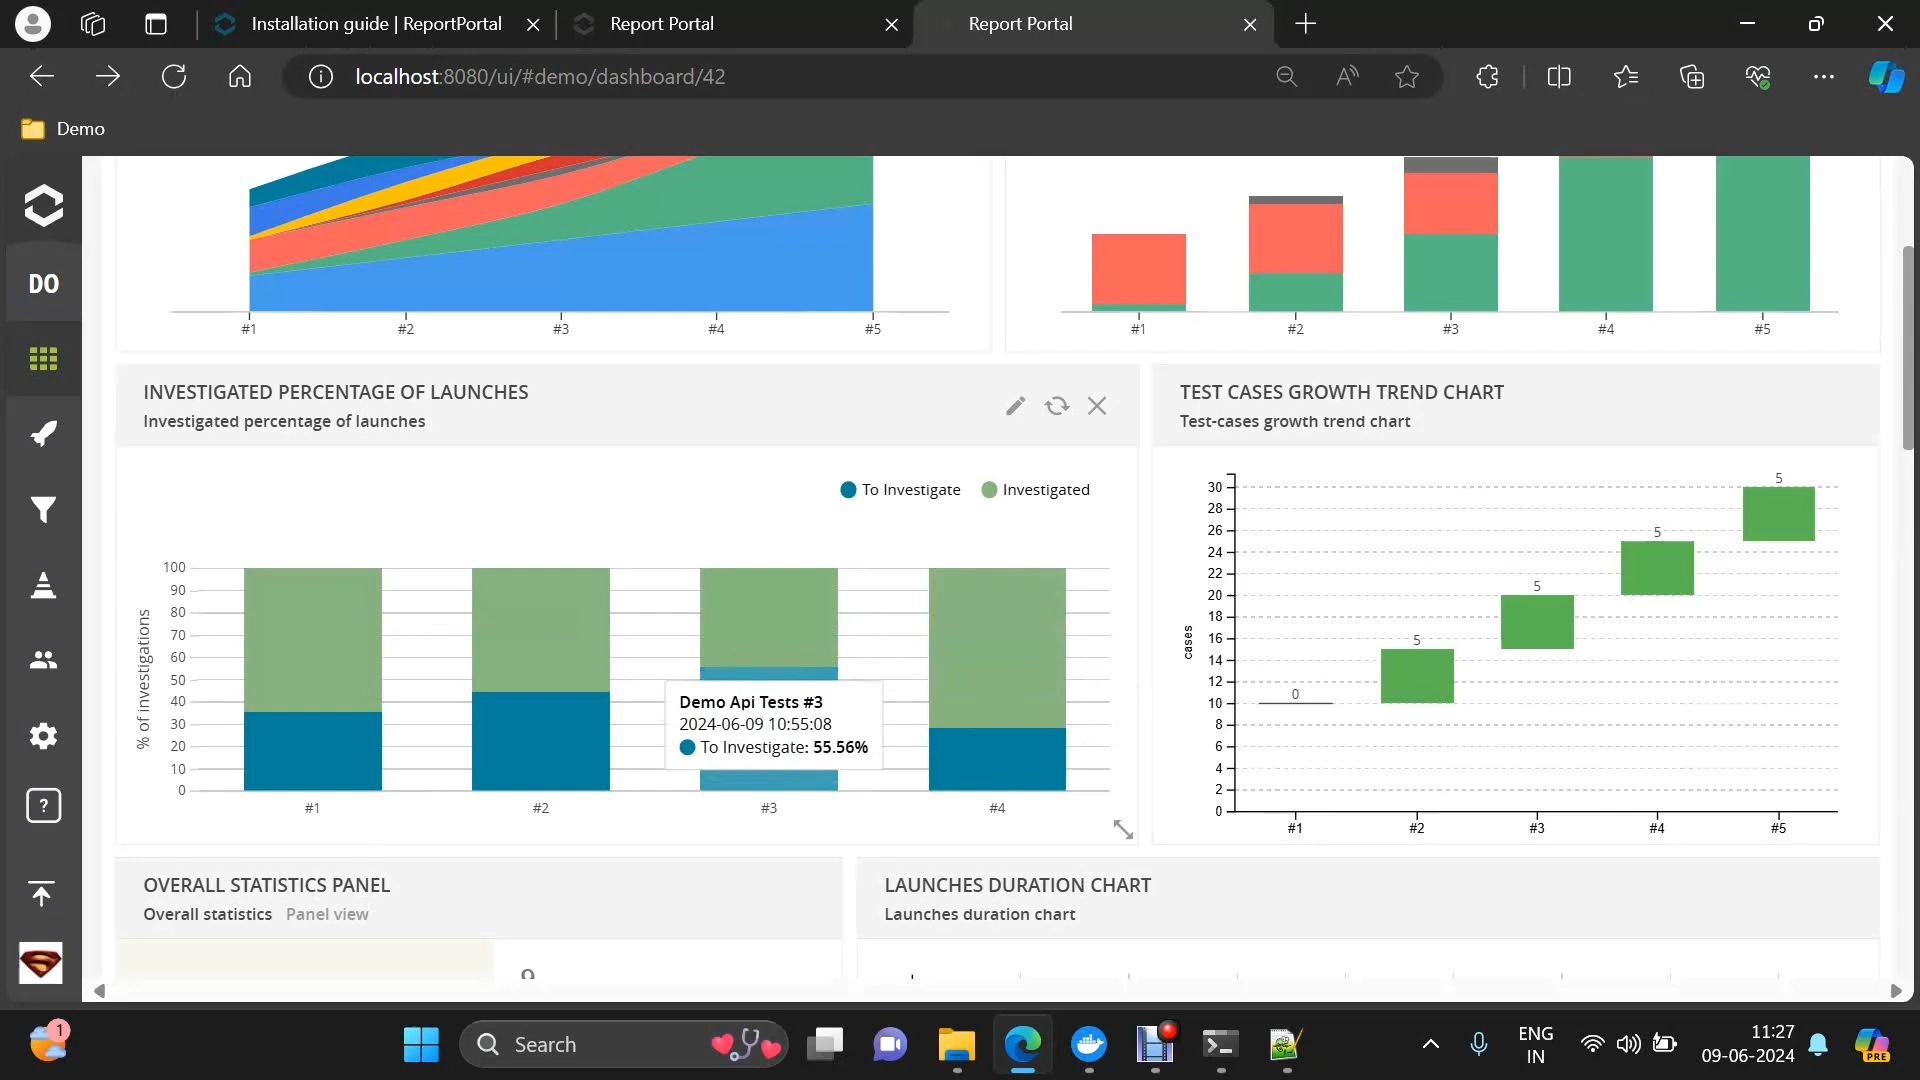 Installation guide | ReportPortal
Report Portal
Report Portal
localhost:8080/ui/#demo/dashboard/42
Demo
DO
#1 #2 #3 #4 #5
#1 #2 #3 #4 #5
INVESTIGATED PERCENTAGE OF LAUNCHES
Investigated percentage of launches
To Investigate Investigated
100
90
80
70
60
50
40
30
20
10
0
% of investigations
Demo Api Tests #3
2024-06-09 10:55:08
To Investigate: 55.56%
#1 #2 #3 #4
TEST CASES GROWTH TREND CHART
Test-cases growth trend chart
30
28
26
24
22
20
18
16
14
12
10
8
6
4
2
0
cases
0
5
5
5
5
#1 #2 #3 #4 #5
?
OVERALL STATISTICS PANEL
Overall statistics Panel view
LAUNCHES DURATION CHART
Launches duration chart
1
Search
ENG
IN
11:27
09-06-2024
PRE